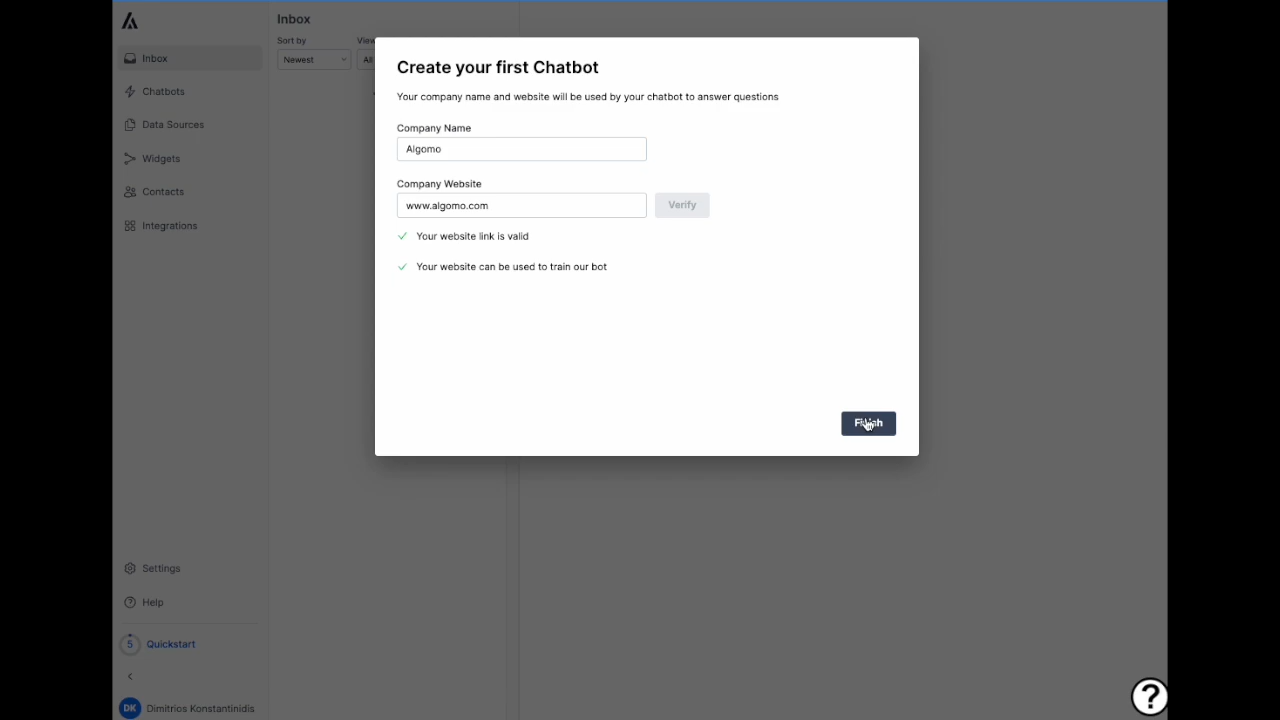 Inbox
Sort by
View
Newest
All
Inbox
Chatbots
Data Sources
Widgets
Contacts
Integrations
Create your first Chatbot
Your company name and website will be used by your chatbot to answer questions
Company Name
Algomo
Company Website
www.algomo.com
Verify
Your website link is valid
Your website can be used to train our bot
Finish
Settings
Help
5 Quickstart
DK Dimitrios Konstantinidis
?